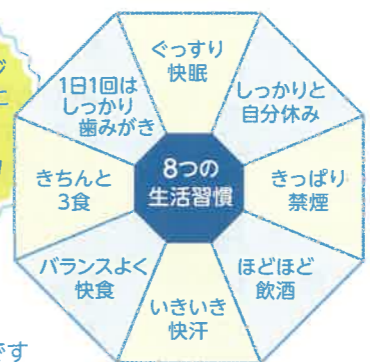 ぐっすり
快眠
しっかりと
自分休み
きっぱり
禁煙
ほどほど
飲酒
いきいき
快汗
バランスよく
快食
きちんと
3食
1日1回は
しっかり
歯みがき
8つの
生活習慣
です